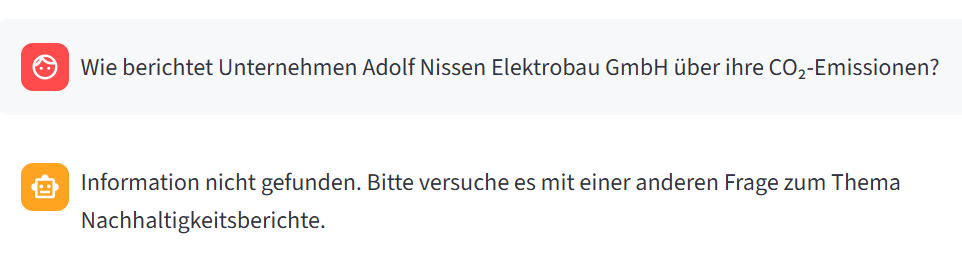 Wie berichtet Unternehmen Adolf Nissen Elektrobau GmbH über ihre CO₂-Emissionen?
Information nicht gefunden. Bitte versuche es mit einer anderen Frage zum Thema
Nachhaltigkeitsberichte.